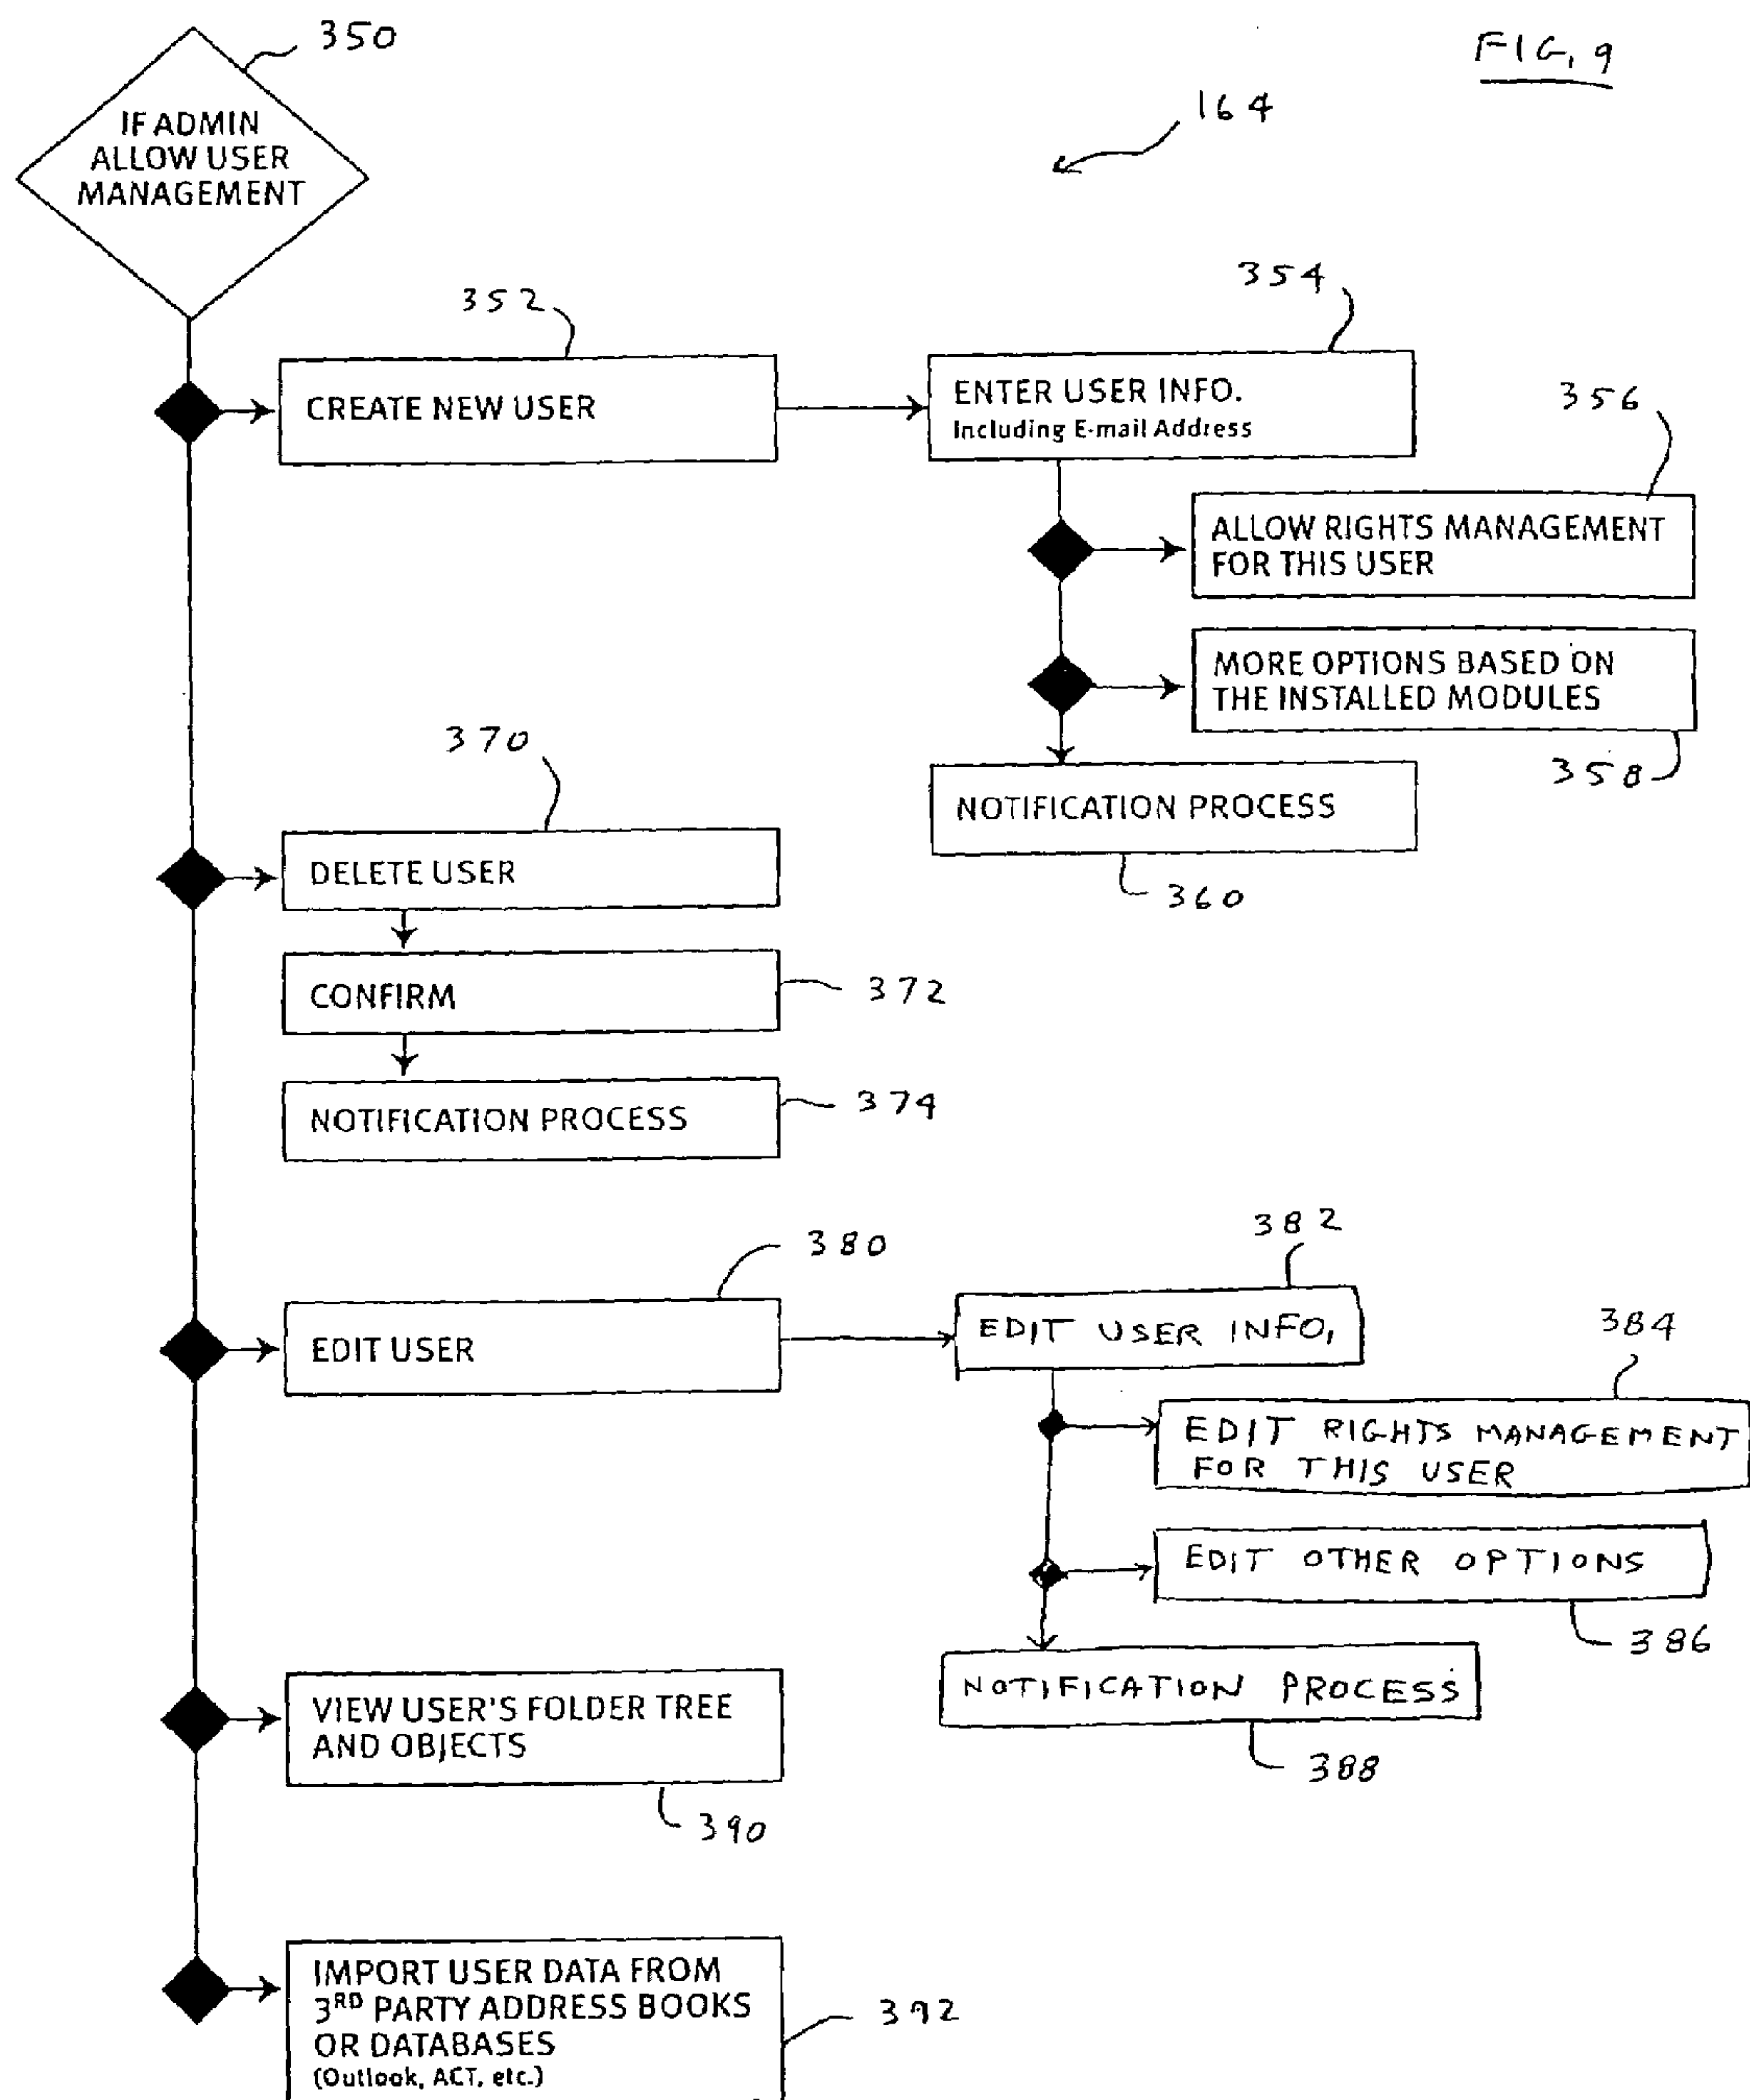 350
FIG, 9
IF ADMIN
ALLOW USER
MANAGEMENT
164
352
354
CREATE NEW USER
ENTER USER INFO.
Including E-mail Address
356
ALLOW RIGHTS MANAGEMENT
FOR THIS USER
MORE OPTIONS BASED ON
THE INSTALLED MODULES
358
370
NOTIFICATION PROCESS
360
DELETE USER
CONFIRM
372
NOTIFICATION PROCESS
374
380
382
EDIT USER
EDIT USER INFO,
384
EDIT RIGHTS MANAGEMENT
FOR THIS USER
EDIT OTHER OPTIONS
386
NOTIFICATION PROCESS
388
VIEW USER'S FOLDER TREE
AND OBJECTS
390
IMPORT USER DATA FROM
3RD PARTY ADDRESS BOOKS
OR DATABASES
(Outlook, ACT, etc.)
392